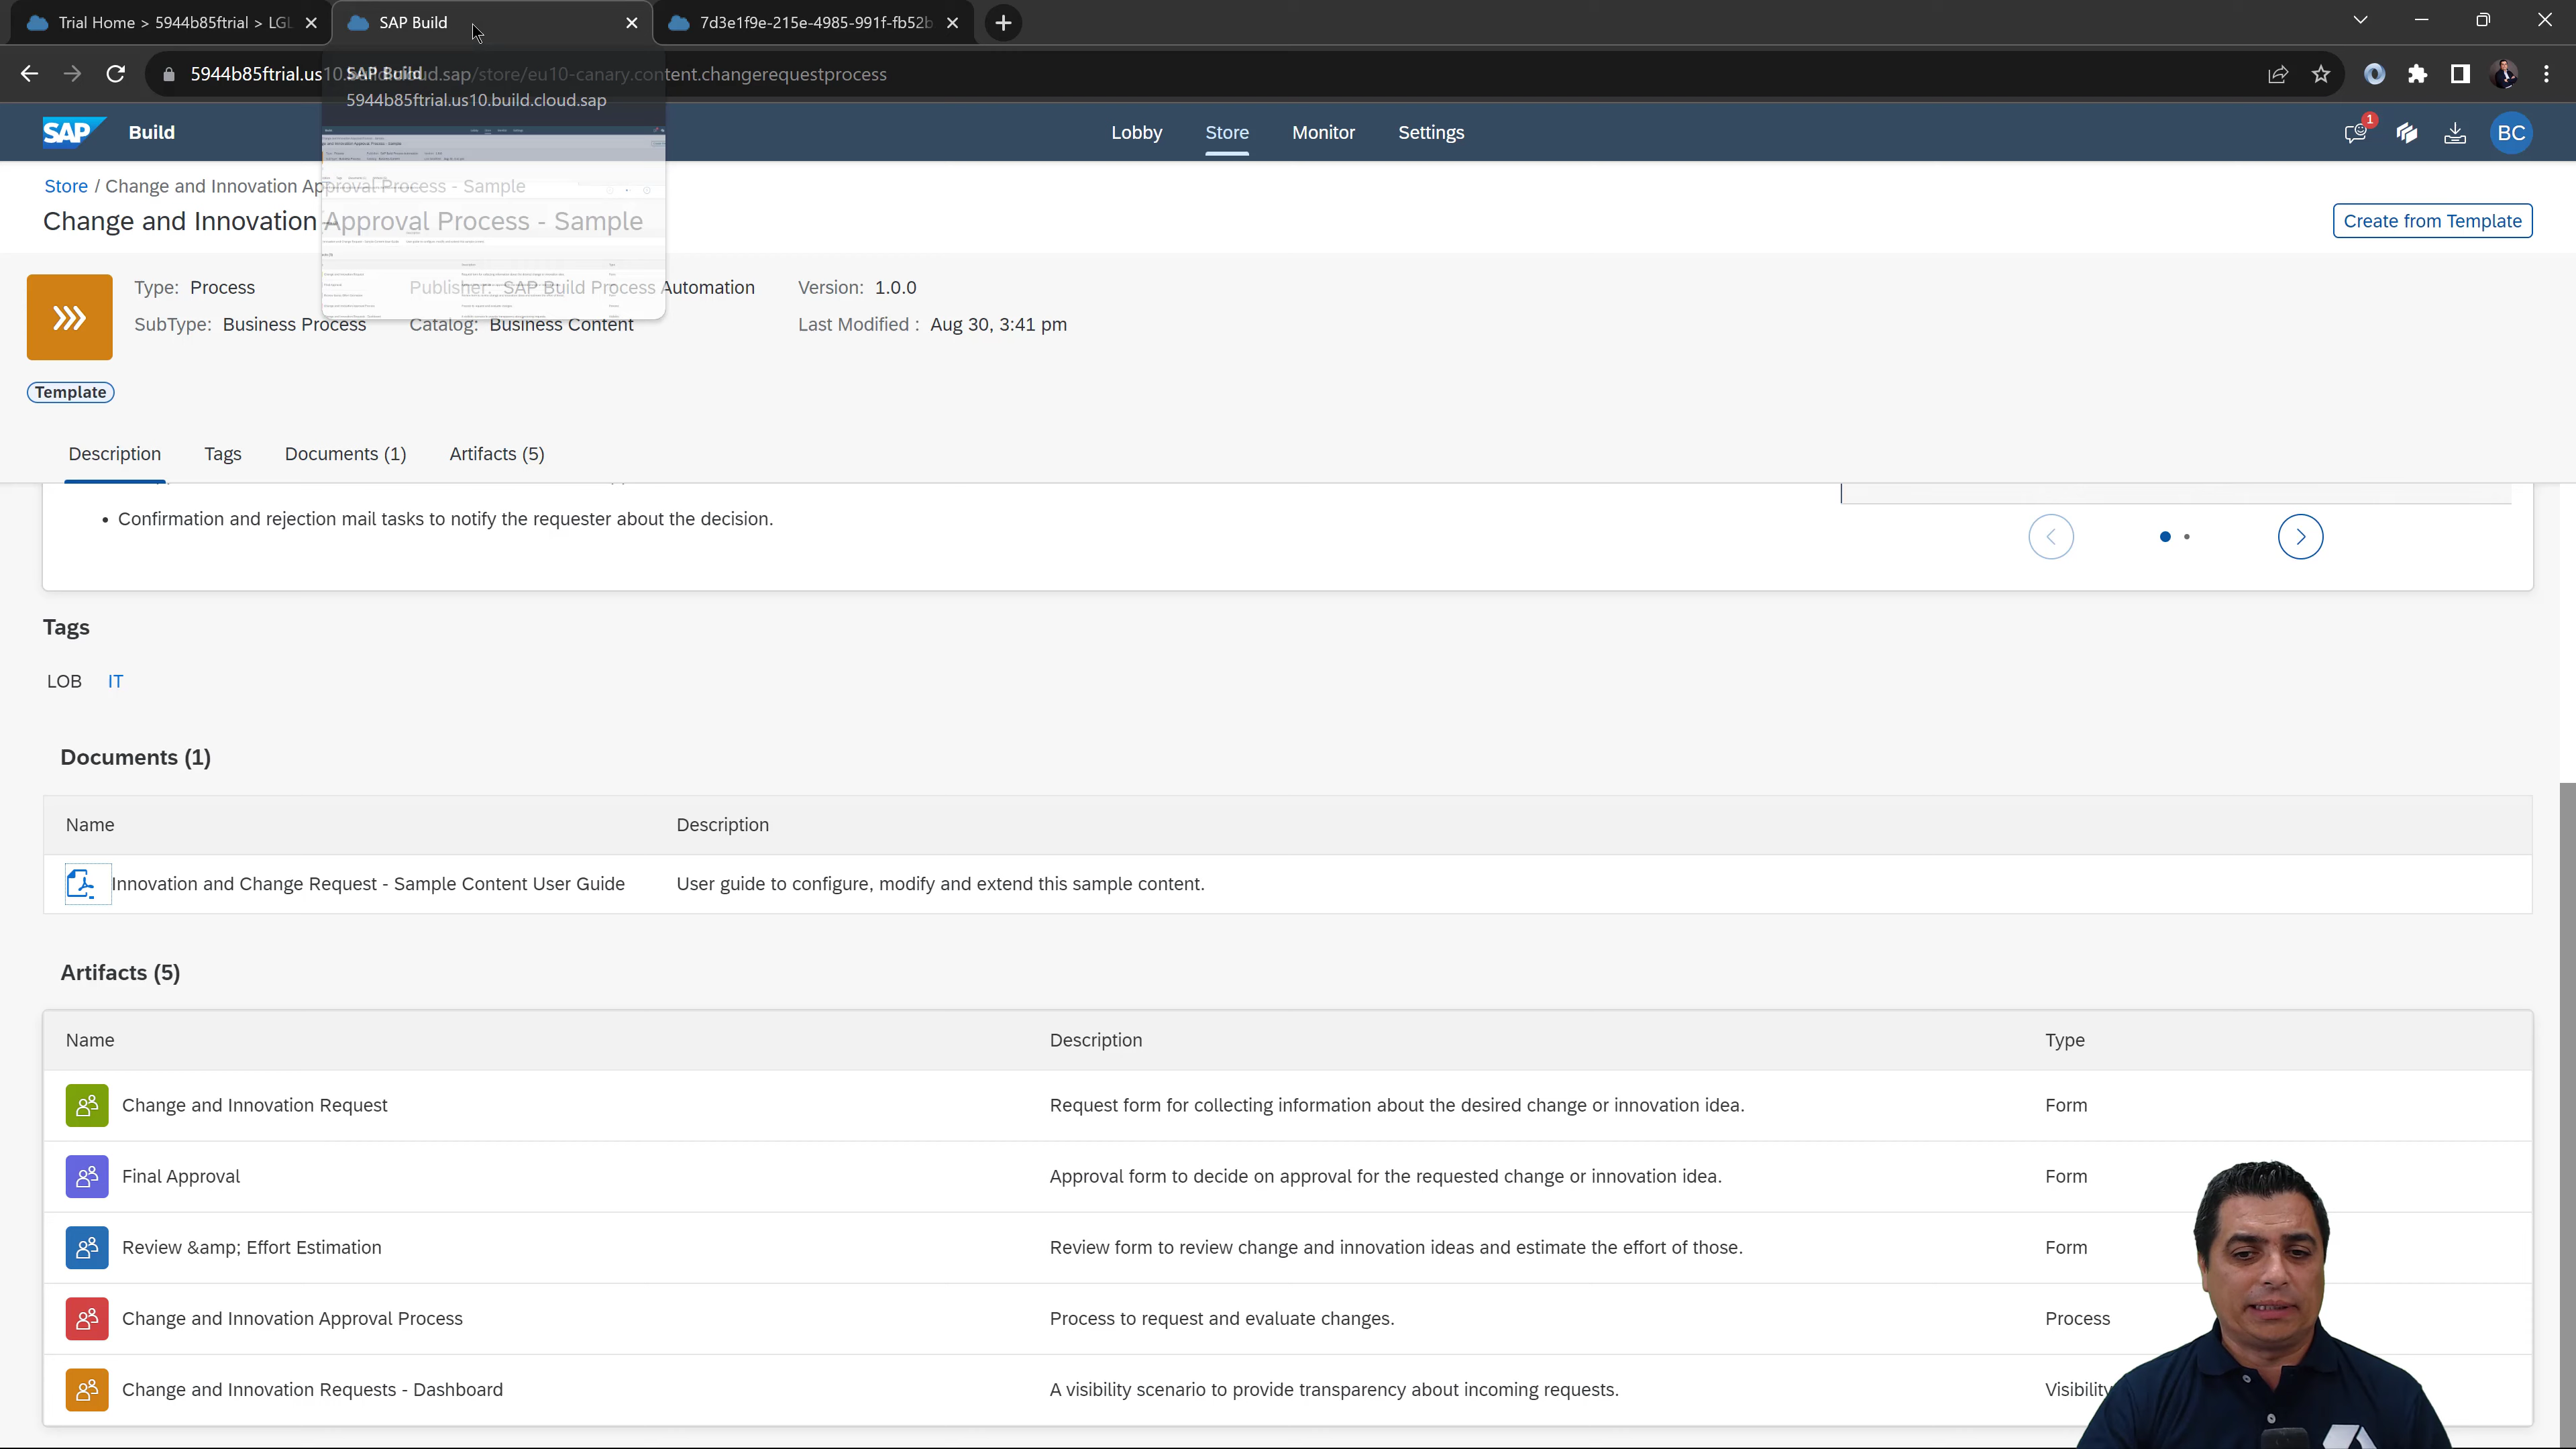 Trial Home > 5944b85ftrial > LGL
SAP Build
7d3e1f9e-215e-4985-991f-fb52b
5944b85ftrial.us10.build.cloud.sap/store/eu10-canary.content.changerequestprocess
SAP Build
5944b85ftrial.us10.build.cloud.sap
SAP Build
Lobby
Store
Monitor
Settings
1
BC
Store / Change and Innovation Approval Process - Sample
Change and Innovation Approval Process - Sample
Create from Template
Type: Process
Publisher: SAP Build Process Automation
Version: 1.0.0
SubType: Business Process
Catalog: Business Content
Last Modified : Aug 30, 3:41 pm
Template
Description
Tags
Documents (1)
Artifacts (5)
• Confirmation and rejection mail tasks to notify the requester about the decision.
Tags
LOB IT
Documents (1)
Name Description
Innovation and Change Request - Sample Content User Guide User guide to configure, modify and extend this sample content.
Artifacts (5)
Name Description Type
Change and Innovation Request Request form for collecting information about the desired change or innovation idea. Form
Final Approval Approval form to decide on approval for the requested change or innovation idea. Form
Review &amp; Effort Estimation Review form to review change and innovation ideas and estimate the effort of those. Form
Change and Innovation Approval Process Process to request and evaluate changes. Process
Change and Innovation Requests - Dashboard A visibility scenario to provide transparency about incoming requests. Visibility